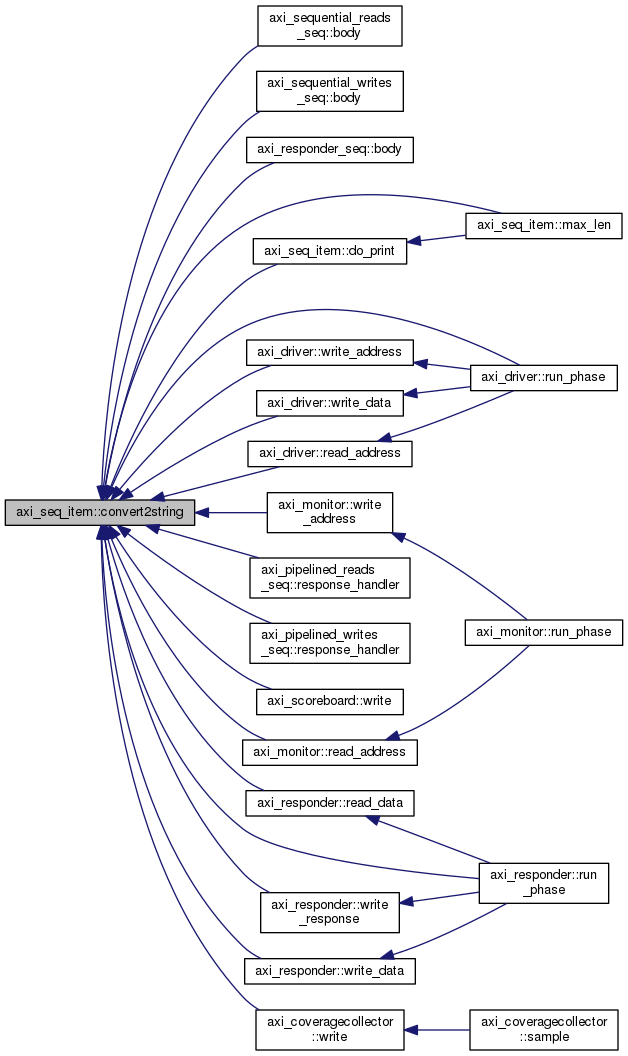 axi_sequential_reads
_seq::body
axi_sequential_writes
_seq::body
axi_responder_seq::body
axi_seq_item::max_len
axi_seq_item::do_print
axi_driver::write_address
axi_driver::run_phase
axi_driver::write_data
axi_driver::read_address
axi_seq_item::convert2string
axi_monitor::write
_address
axi_pipelined_reads
_seq::response_handler
axi_pipelined_writes
_seq::response_handler
axi_monitor::run_phase
axi_scoreboard::write
axi_monitor::read_address
axi_responder::read_data
axi_responder::run
_phase
axi_responder::write
_response
axi_responder::write_data
axi_coveragecollector
::write
axi_coveragecollector
::sample